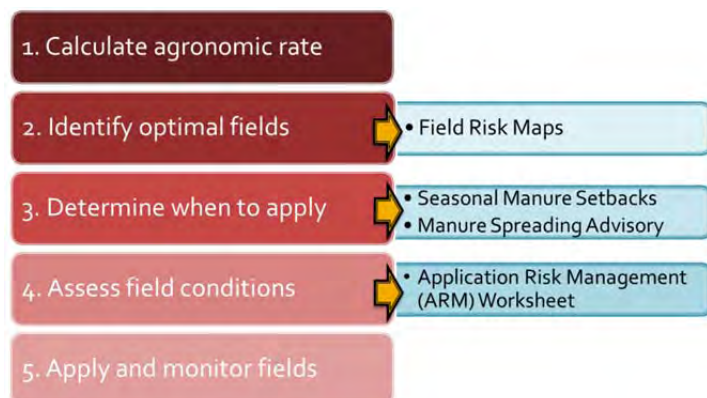 1. Calculate agronomic rate
2. Identify optimal fields
• Field Risk Maps
3. Determine when to apply
• Seasonal Manure Setbacks
• Manure Spreading Advisory
4. Assess field conditions
• Application Risk Management
(ARM) Worksheet
5. Apply and monitor fields